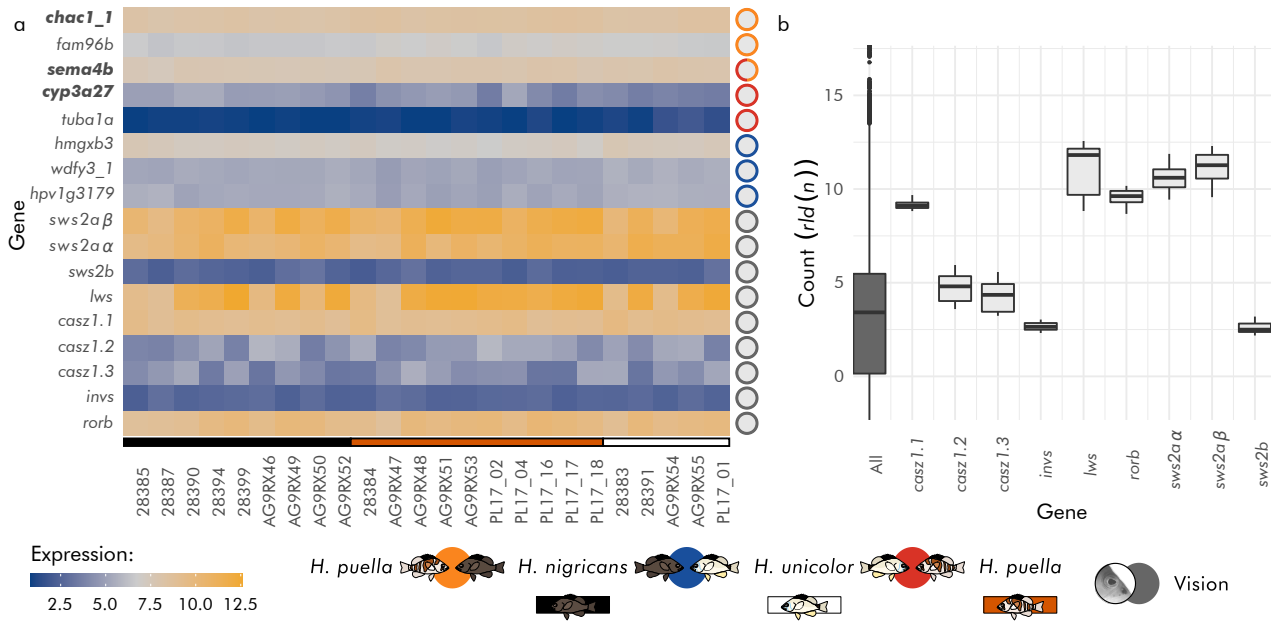 a
Gene
chac1_1
fam96b
sema4b
cyp3a27
tuba1a
hmgxb3
wdfy3_1
hpv1g3179
sws2aβ
sws2aα
sws2b
lws
casz1.1
casz1.2
casz1.3
invs
rorb
28385
28387
28390
28394
28399
AG9RX46
AG9RX49
AG9RX50
AG9RX52
28384
AG9RX47
AG9RX48
AG9RX51
AG9RX53
PL17_02
PL17_04
PL17_16
PL17_17
PL17_18
28383
28391
AG9RX54
AG9RX55
PL17_01
b
Count (rld(n))
15
10
5
0
All
casz1.1
casz1.2
casz1.3
invs
lws
rorb
sws2aα
sws2aβ
sws2b
Gene
Expression:
2.5 5.0 7.5 10.0 12.5
H. puella H. nigricans H. unicolor H. puella
Vision